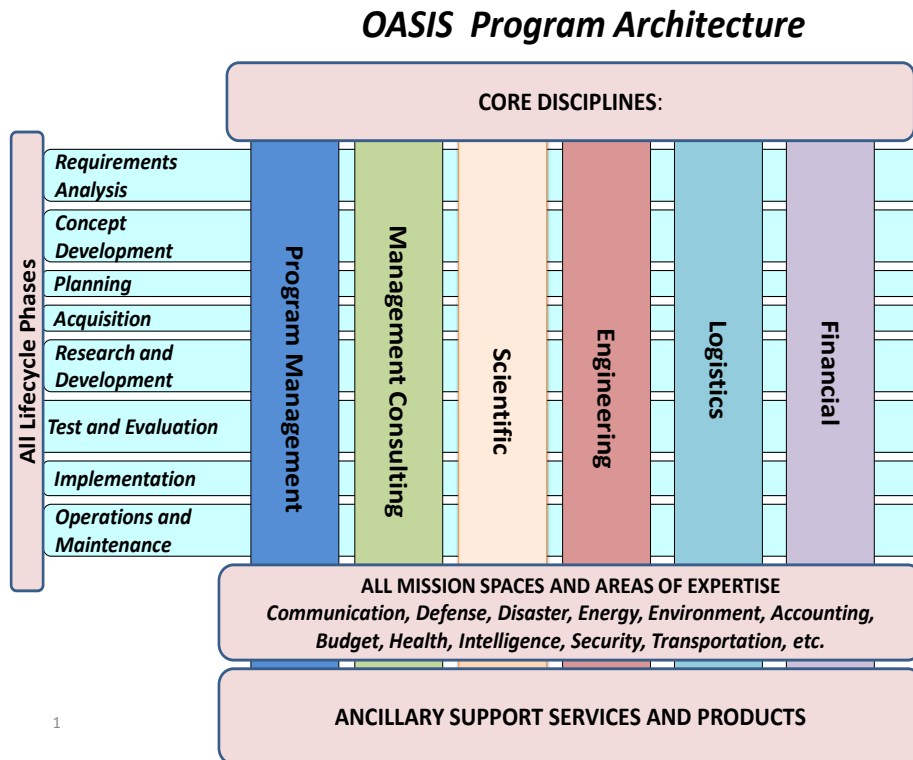 OASIS  Program Architecture
CORE DISCIPLINES:
All Lifecycle Phases
Requirements
Analysis
Concept
Development
Planning
Acquisition
Research and
Development
Test and Evaluation
Implementation
Operations and
Maintenance
Program Management
Management Consulting
Scientific
Engineering
Logistics
Financial
ALL MISSION SPACES AND AREAS OF EXPERTISE
Communication, Defense, Disaster, Energy, Environment, Accounting,
Budget, Health, Intelligence, Security, Transportation, etc.
ANCILLARY SUPPORT SERVICES AND PRODUCTS
1